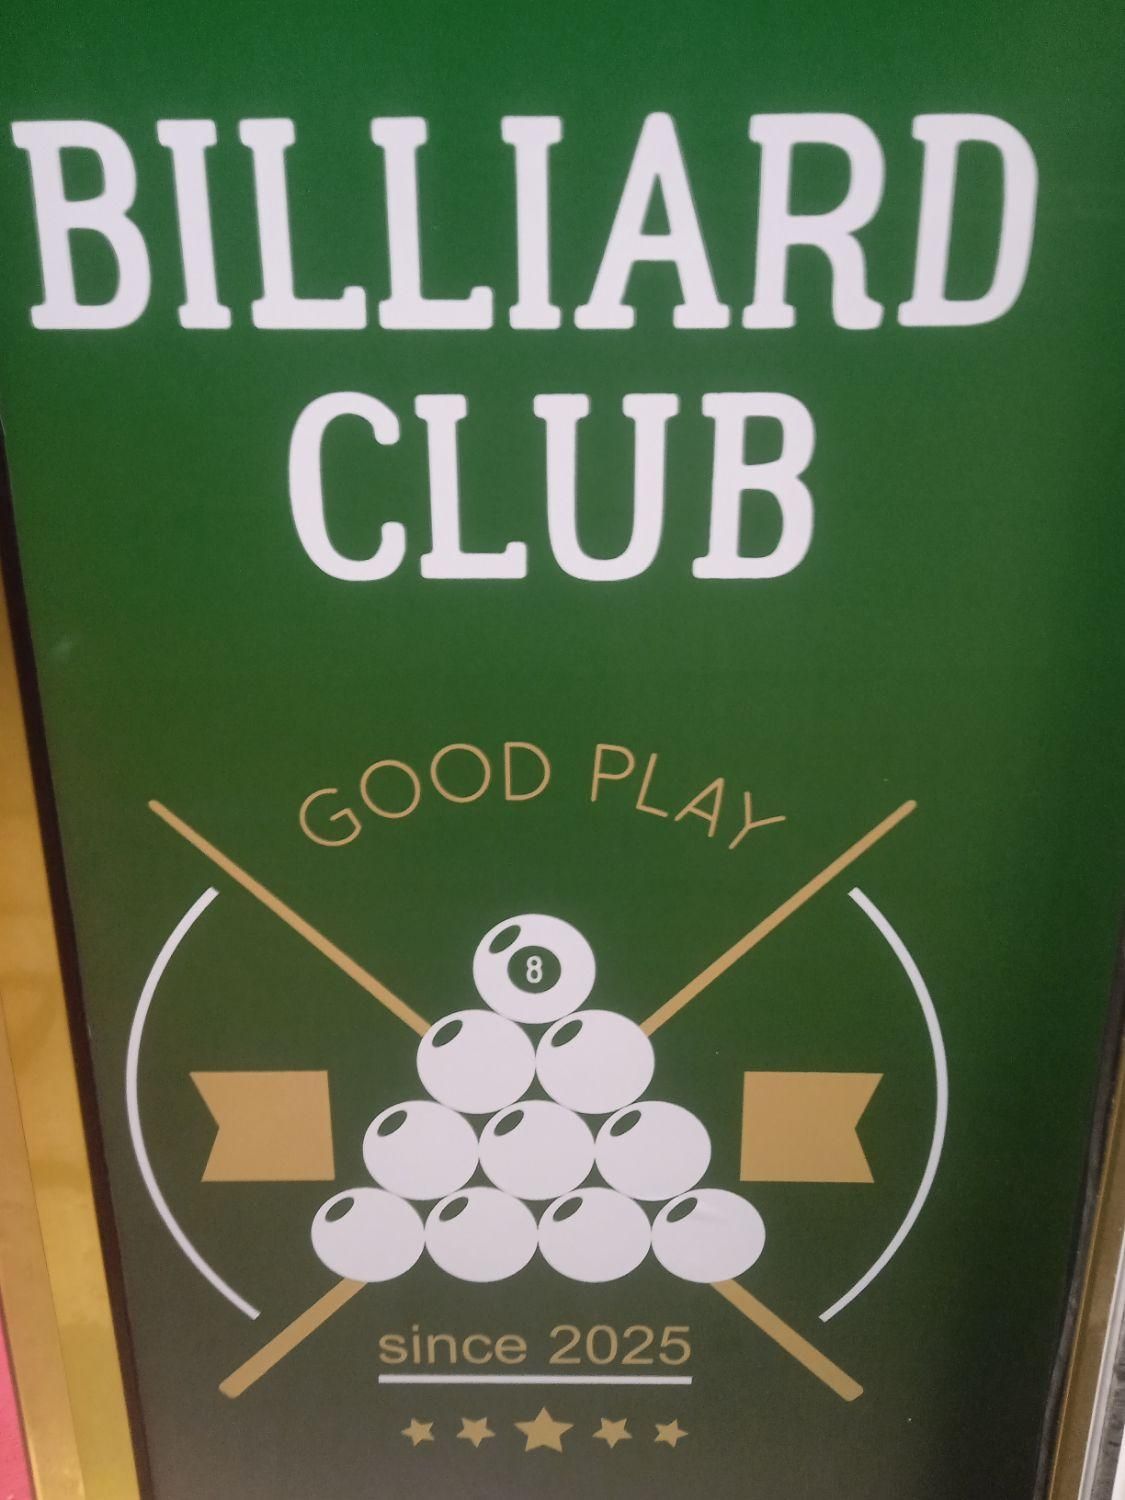 BILLIARD
CLUB
GOOD PLAY
8
since 2025